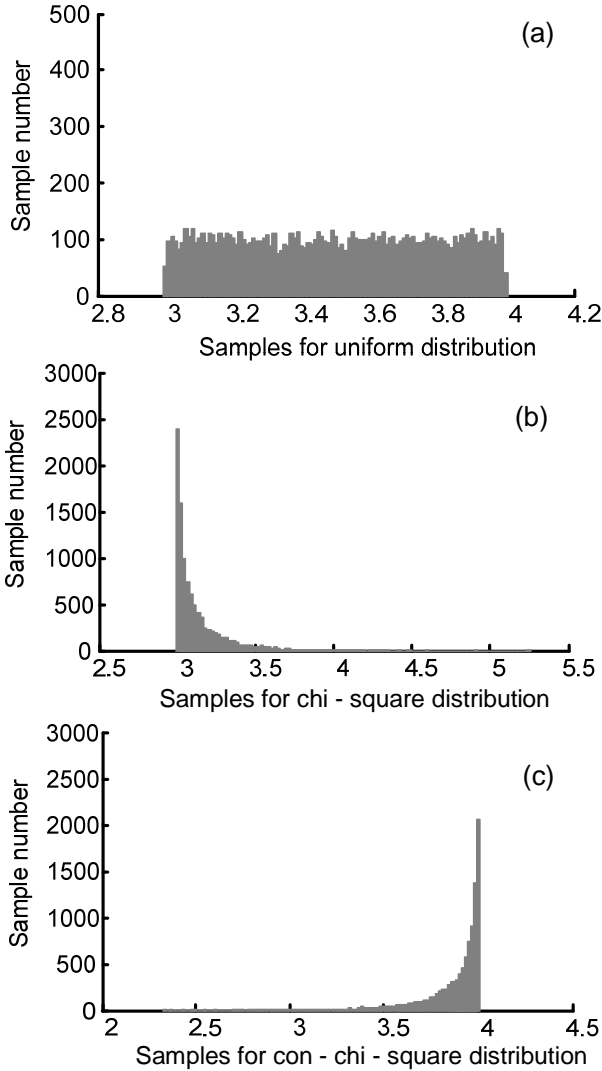 500
(a)
400
300
200
100
0
Sample number
2.8 3 3.2 3.4 3.6 3.8 4 4.2
Samples for uniform distribution
3000
(b)
2500
2000
1500
1000
500
0
Sample number
2.5 3 3.5 4 4.5 5 5.5
Samples for chi - square distribution
3000
(c)
2500
2000
1500
1000
500
0
Sample number
2 2.5 3 3.5 4 4.5
Samples for con - chi - square distribution